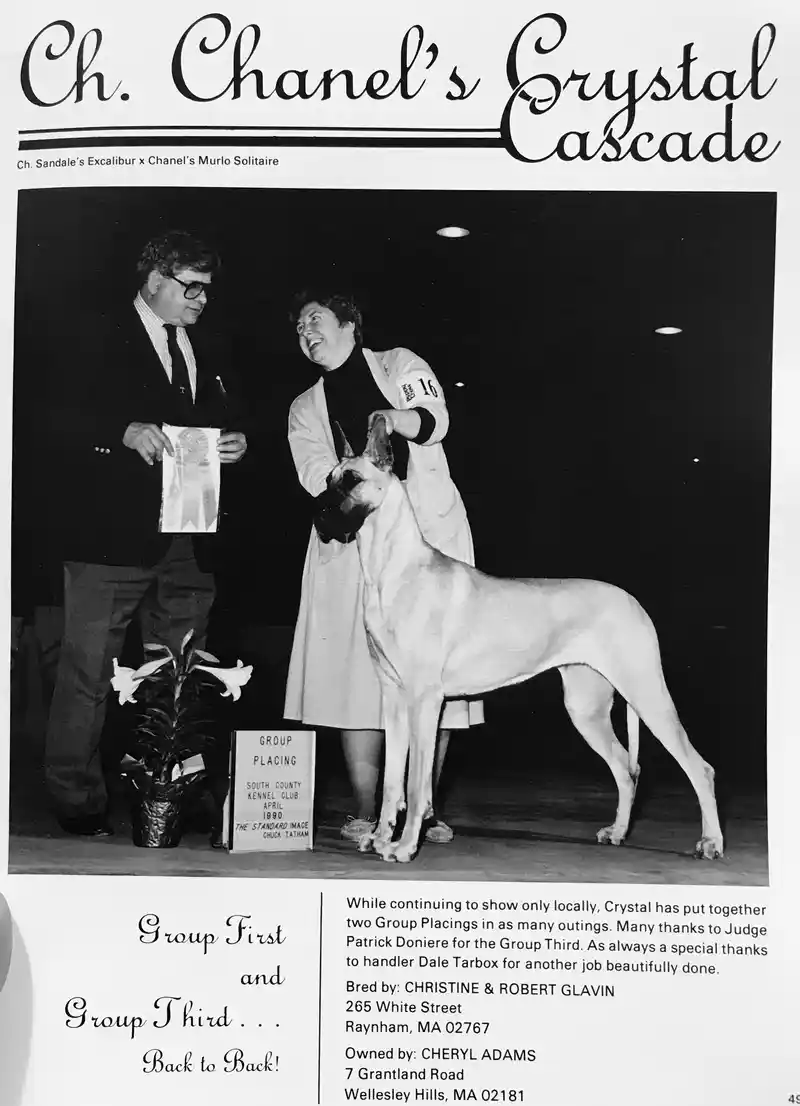 Ch. Chanel's Crystal
Cascade
Ch. Sandale's Excalibur x Chanel's Murlo Solitaire
16
GROUP
PLACING
SOUTH COUNTY
KENNEL CLUB
APRIL
1990
THE STANDARD IMAGE
CHUCK TATHAM
Group First
and
Group Third . . .
Back to Back!
While continuing to show only locally, Crystal has put together
two Group Placings in as many outings. Many thanks to Judge
Patrick Doniere for the Group Third. As always a special thanks
to handler Dale Tarbox for another job beautifully done.
Bred by: CHRISTINE & ROBERT GLAVIN
265 White Street
Raynham, MA 02767
Owned by: CHERYL ADAMS
7 Grantland Road
Wellesley Hills, MA 02181
49